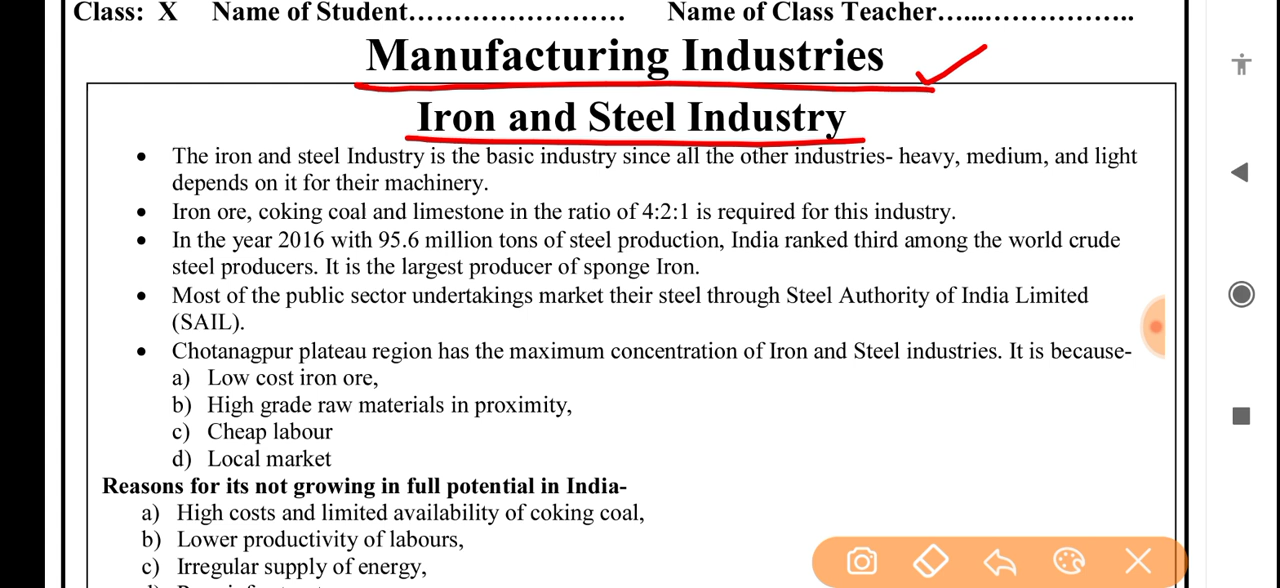 Class: X Name of Student........................ Name of Class Teacher......................
Manufacturing Industries
Iron and Steel Industry
• The iron and steel Industry is the basic industry since all the other industries- heavy, medium, and light
depends on it for their machinery.
• Iron ore, coking coal and limestone in the ratio of 4:2:1 is required for this industry.
• In the year 2016 with 95.6 million tons of steel production, India ranked third among the world crude
steel producers. It is the largest producer of sponge Iron.
• Most of the public sector undertakings market their steel through Steel Authority of India Limited
(SAIL).
• Chotanagpur plateau region has the maximum concentration of Iron and Steel industries. It is because-
a) Low cost iron ore,
b) High grade raw materials in proximity,
c) Cheap labour
d) Local market
Reasons for its not growing in full potential in India-
a) High costs and limited availability of coking coal,
b) Lower productivity of labours,
c) Irregular supply of energy,